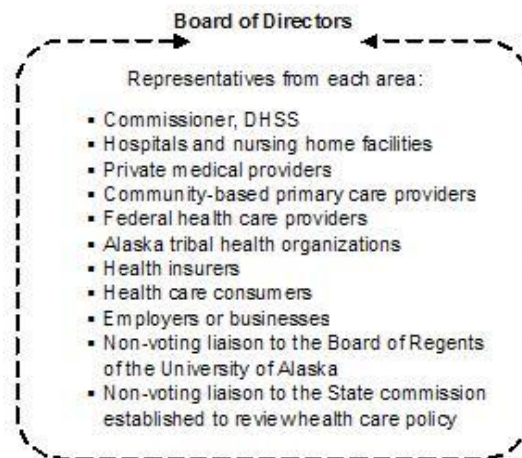 Board of Directors
Representatives from each area:
▪ Commissioner, DHSS
▪ Hospitals and nursing home facilities
▪ Private medical providers
▪ Community-based primary care providers
▪ Federal health care providers
▪ Alaska tribal health organizations
▪ Health insurers
▪ Health care consumers
▪ Employers or businesses
▪ Non-voting liaison to the Board of Regents
of the University of Alaska
▪ Non-voting liaison to the State commission
established to review health care policy